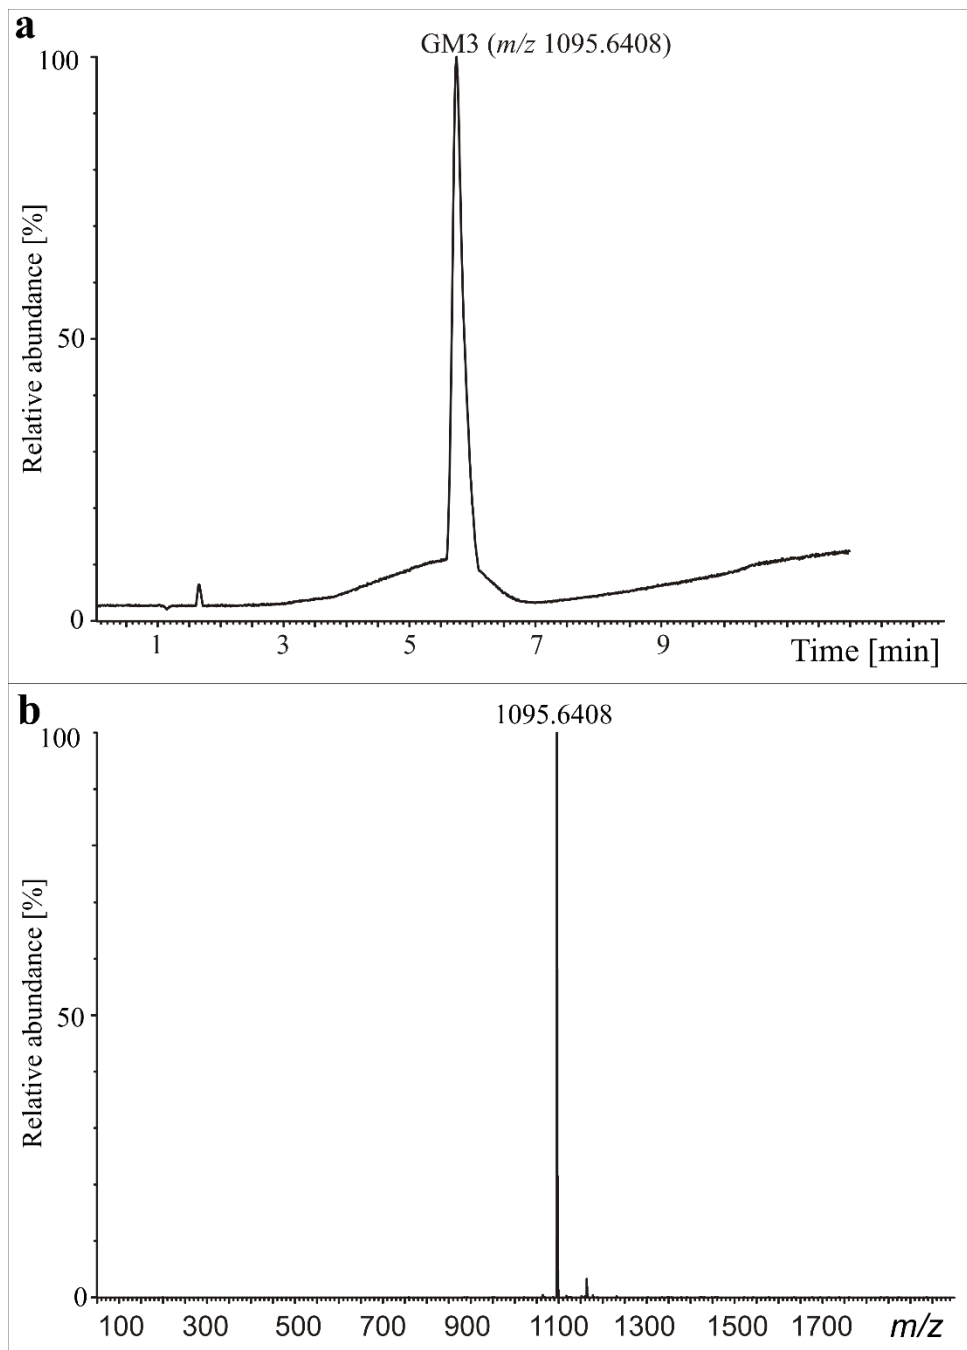 a
GM3 (m/z 1095.6408)
100
50
0
Relative abundance [%]
1 3 5 7 9
Time [min]
b
1095.6408
100
50
0
Relative abundance [%]
100 300 500 700 900 1100 1300 1500 1700 m/z